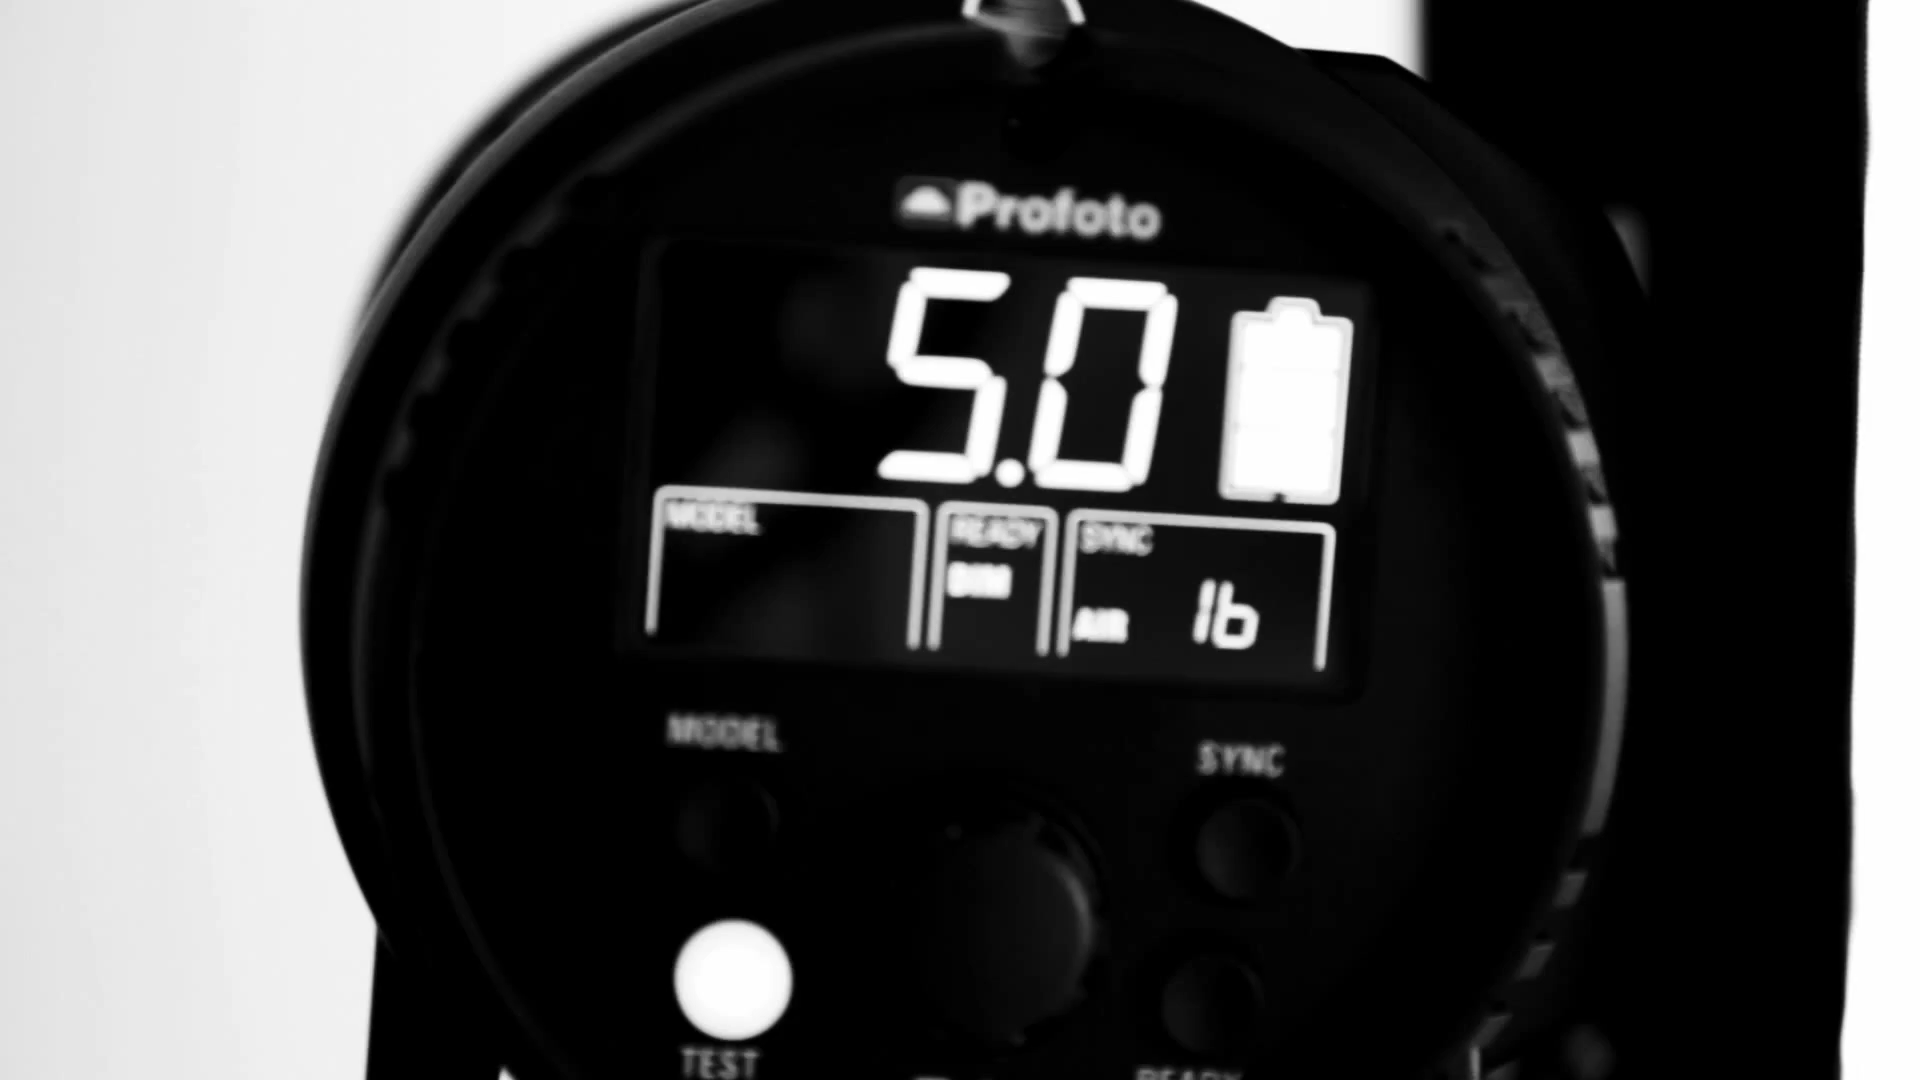 Profoto
5.0
MODEL READY SYNC
DIM
AIR 1b
MODEL SYNC
TEST READY